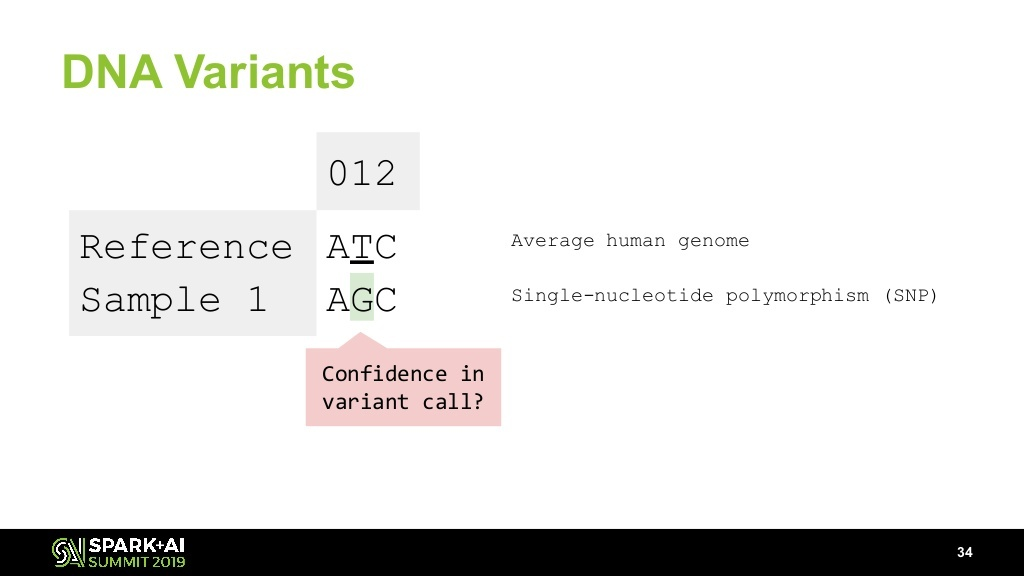 DNA Variants
012
Reference ATC Average human genome
Sample 1 AGC Single-nucleotide polymorphism (SNP)
Confidence in
variant call?
SPARK+AI
SUMMIT 2019
34